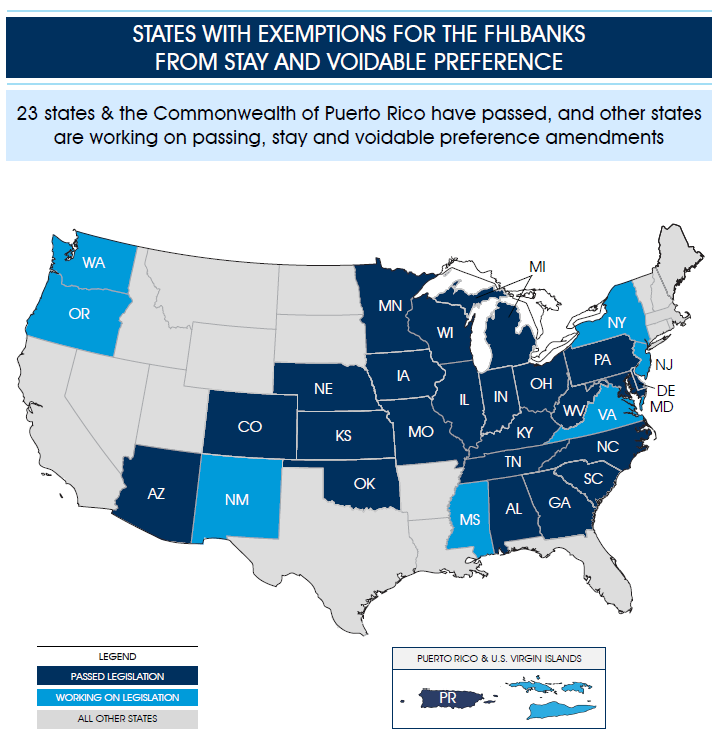 STATES WITH EXEMPTIONS FOR THE FHLBANKS
FROM STAY AND VOIDABLE PREFERENCE
23 states & the Commonwealth of Puerto Rico have passed, and other states
are working on passing, stay and voidable preference amendments
WA
MI
OR
MN
NY
WI
PA
NJ
IA
NE
OH
DE
IL
IN
MD
WV
VA
CO
KS
MO
KY
NC
TN
SC
AZ
NM
OK
MS
AL
GA
LEGEND
PASSED LEGISLATION
WORKING ON LEGISLATION
ALL OTHER STATES
PUERTO RICO & U.S. VIRGIN ISLANDS
PR